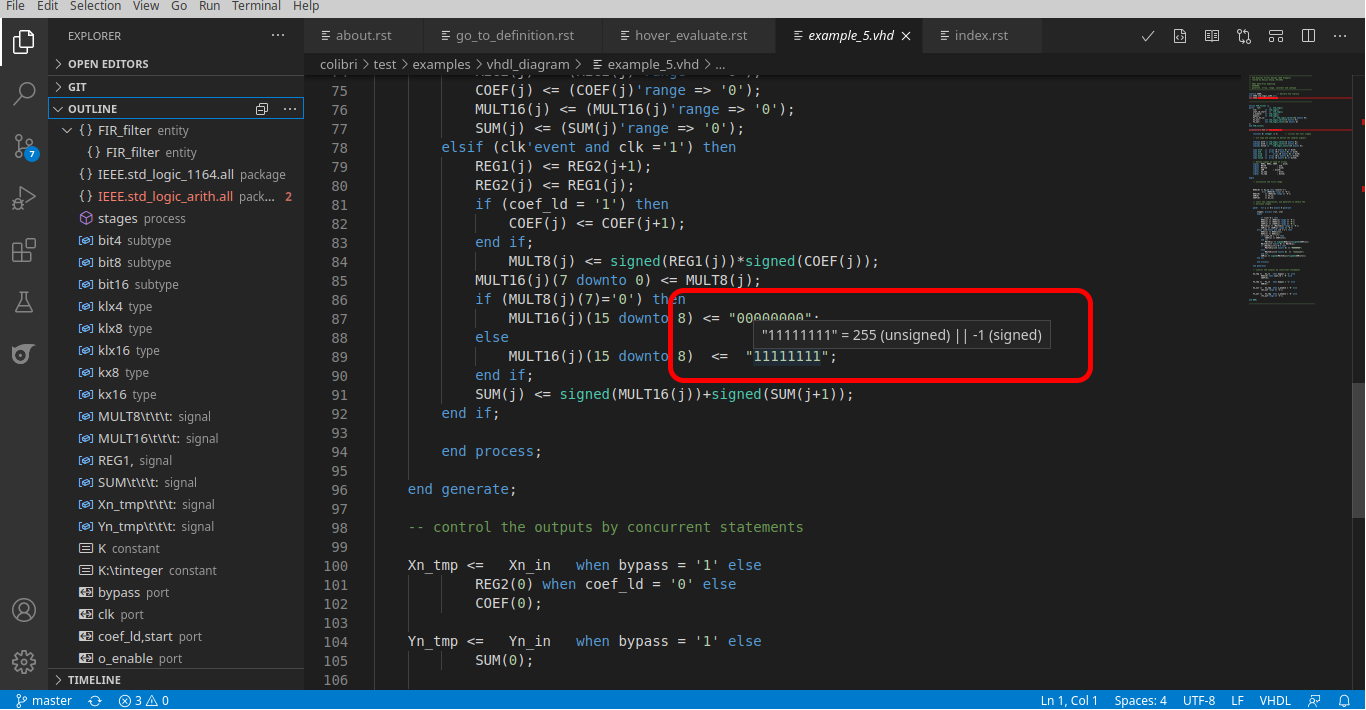 File Edit Selection View Go Run Terminal Help
EXPLORER ...
about.rst go_to_definition.rst hover_evaluate.rst example_5.vhd index.rst
colibri > test > examples > vhdl_diagram > example_5.vhd > ...
OPEN EDITORS
GIT
OUTLINE
FIR_filter entity
FIR_filter entity
IEEE.std_logic_1164.all package
IEEE.std_logic_arith.all pack... 2
stages process
bit4 subtype
bit8 subtype
bit16 subtype
klx4 type
klx8 type
klx16 type
kx8 type
kx16 type
MULT8\t\t\t: signal
MULT16\t\t\t: signal
REG1, signal
SUM\t\t\t: signal
Xn_tmp\t\t\t: signal
Yn_tmp\t\t\t: signal
K constant
K:\tinteger constant
bypass port
clk port
coef_ld,start port
o_enable port
TIMELINE
7
75 COEF(j) <= (COEF(j)'range => '0');
76 MULT16(j) <= (MULT16(j)'range => '0');
77 SUM(j) <= (SUM(j)'range => '0');
78 elsif (clk'event and clk ='1') then
79 REG1(j) <= REG2(j+1);
80 REG2(j) <= REG1(j);
81 if (coef_ld = '1') then
82 COEF(j) <= COEF(j+1);
83 end if;
84 MULT8(j) <= signed(REG1(j))*signed(COEF(j));
85 MULT16(j)(7 downto 0) <= MULT8(j);
86 if (MULT8(j)(7)='0') then
87 MULT16(j)(15 downto 8) <= "00000000";
88 else
"11111111" = 255 (unsigned) || -1 (signed)
89 MULT16(j)(15 downto 8) <= "11111111";
90 end if;
91 SUM(j) <= signed(MULT16(j))+signed(SUM(j+1));
92 end if;
93
94 end process;
95
96 end generate;
97
98 -- control the outputs by concurrent statements
99
100 Xn_tmp <= Xn_in when bypass = '1' else
101 REG2(0) when coef_ld = '0' else
102 COEF(0);
103
104 Yn_tmp <= Yn_in when bypass = '1' else
105 SUM(0);
106
master 3 0 Ln 1, Col 1 Spaces: 4 UTF-8 LF VHDL